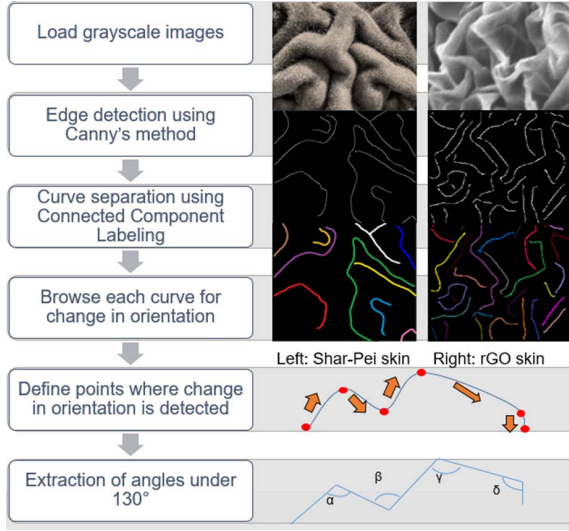 Load grayscale images
Edge detection using
Canny's method
Curve separation using
Connected Component
Labeling
Browse each curve for
change in orientation
Left: Shar-Pei skin Right: rGO skin
Define points where change
in orientation is detected
Extraction of angles under
130°
α
β
γ
δ